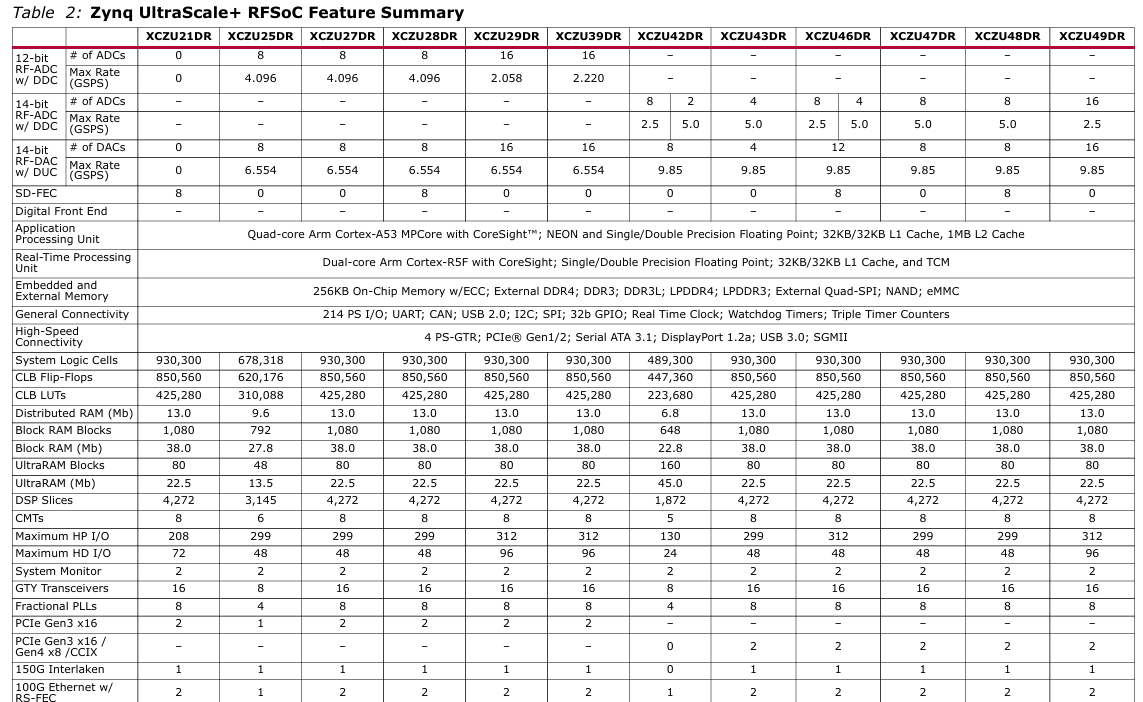 Table 2: Zynq UltraScale+ RFSoC Feature Summary
XCZU21DR XCZU25DR XCZU27DR XCZU28DR XCZU29DR XCZU39DR XCZU42DR XCZU43DR XCZU46DR XCZU47DR XCZU48DR XCZU49DR
12-bit RF-ADC w/ DDC # of ADCs 0 8 8 8 16 16 – – – – – –
Max Rate (GSPS) 0 4.096 4.096 4.096 2.058 2.220 – – – – – –
14-bit RF-ADC w/ DDC # of ADCs – – – – – – 8 2 4 8 4 8 8 16
Max Rate (GSPS) – – – – – – 2.5 5.0 5.0 2.5 5.0 5.0 5.0 2.5
14-bit RF-DAC w/ DUC # of DACs 0 8 8 8 16 16 8 4 12 8 8 16
Max Rate (GSPS) 0 6.554 6.554 6.554 6.554 6.554 9.85 9.85 9.85 9.85 9.85 9.85
SD-FEC 8 0 0 8 0 0 0 0 8 0 8 0
Digital Front End – – – – – – – – – – – –
Application Processing Unit Quad-core Arm Cortex-A53 MPCore with CoreSight™; NEON and Single/Double Precision Floating Point; 32KB/32KB L1 Cache, 1MB L2 Cache
Real-Time Processing Unit Dual-core Arm Cortex-R5F with CoreSight; Single/Double Precision Floating Point; 32KB/32KB L1 Cache, and TCM
Embedded and External Memory 256KB On-Chip Memory w/ECC; External DDR4; DDR3; DDR3L; LPDDR4; LPDDR3; External Quad-SPI; NAND; eMMC
General Connectivity 214 PS I/O; UART; CAN; USB 2.0; I2C; SPI; 32b GPIO; Real Time Clock; Watchdog Timers; Triple Timer Counters
High-Speed Connectivity 4 PS-GTR; PCIe® Gen1/2; Serial ATA 3.1; DisplayPort 1.2a; USB 3.0; SGMII
System Logic Cells 930,300 678,318 930,300 930,300 930,300 930,300 489,300 930,300 930,300 930,300 930,300 930,300
CLB Flip-Flops 850,560 620,176 850,560 850,560 850,560 850,560 447,360 850,560 850,560 850,560 850,560 850,560
CLB LUTs 425,280 310,088 425,280 425,280 425,280 425,280 223,680 425,280 425,280 425,280 425,280 425,280
Distributed RAM (Mb) 13.0 9.6 13.0 13.0 13.0 13.0 6.8 13.0 13.0 13.0 13.0 13.0
Block RAM Blocks 1,080 792 1,080 1,080 1,080 1,080 648 1,080 1,080 1,080 1,080 1,080
Block RAM (Mb) 38.0 27.8 38.0 38.0 38.0 38.0 22.8 38.0 38.0 38.0 38.0 38.0
UltraRAM Blocks 80 48 80 80 80 80 160 80 80 80 80 80
UltraRAM (Mb) 22.5 13.5 22.5 22.5 22.5 22.5 45.0 22.5 22.5 22.5 22.5 22.5
DSP Slices 4,272 3,145 4,272 4,272 4,272 4,272 1,872 4,272 4,272 4,272 4,272 4,272
CMTs 8 6 8 8 8 8 5 8 8 8 8 8
Maximum HP I/O 208 299 299 299 312 312 130 299 312 299 299 312
Maximum HD I/O 72 48 48 48 96 96 24 48 48 48 48 96
System Monitor 2 2 2 2 2 2 2 2 2 2 2 2
GTY Transceivers 16 8 16 16 16 16 8 16 16 16 16 16
Fractional PLLs 8 4 8 8 8 8 4 8 8 8 8 8
PCIe Gen3 x16 2 1 2 2 2 2 – – – – – –
PCIe Gen3 x16 / Gen4 x8 /CCIX – – – – – – 0 2 2 2 2 2
150G Interlaken 1 1 1 1 1 1 0 1 1 1 1 1
100G Ethernet w/ RS-FEC 2 1 2 2 2 2 1 2 2 2 2 2